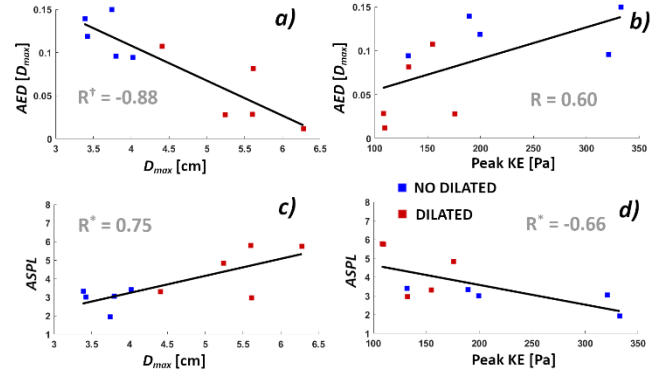 a)
AED [D_max]
0.15
0.1
0.05
0
R† = -0.88
3 3.5 4 4.5 5 5.5 6 6.5
D_max [cm]
b)
AED [D_max]
0.15
0.1
0.05
0
R = 0.60
100 150 200 250 300 350
Peak KE [Pa]
c)
ASPL
8
7
6
5
4
3
2
1
R* = 0.75
3 3.5 4 4.5 5 5.5 6 6.5
D_max [cm]
NO DILATED
DILATED
d)
ASPL
8
7
6
5
4
3
2
1
R* = -0.66
100 150 200 250 300 350
Peak KE [Pa]